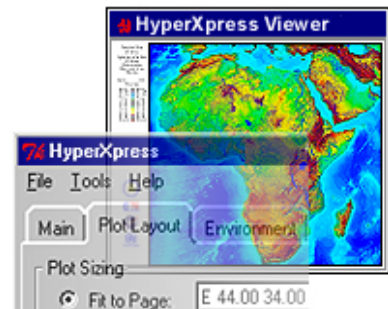 HyperXpress Viewer
HyperXpress
File Tools Help
Main Plot Layout Environment
Plot Sizing
Fit to Page: E 44.00 34.00